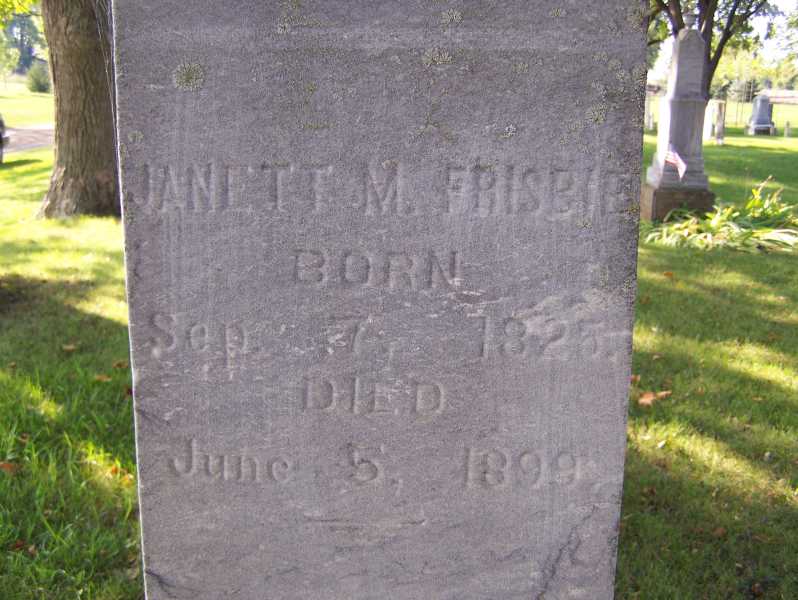 JANETT M. FRISBIE
BORN
Sep. 7, 1825.
DIED
June 5, 1899.